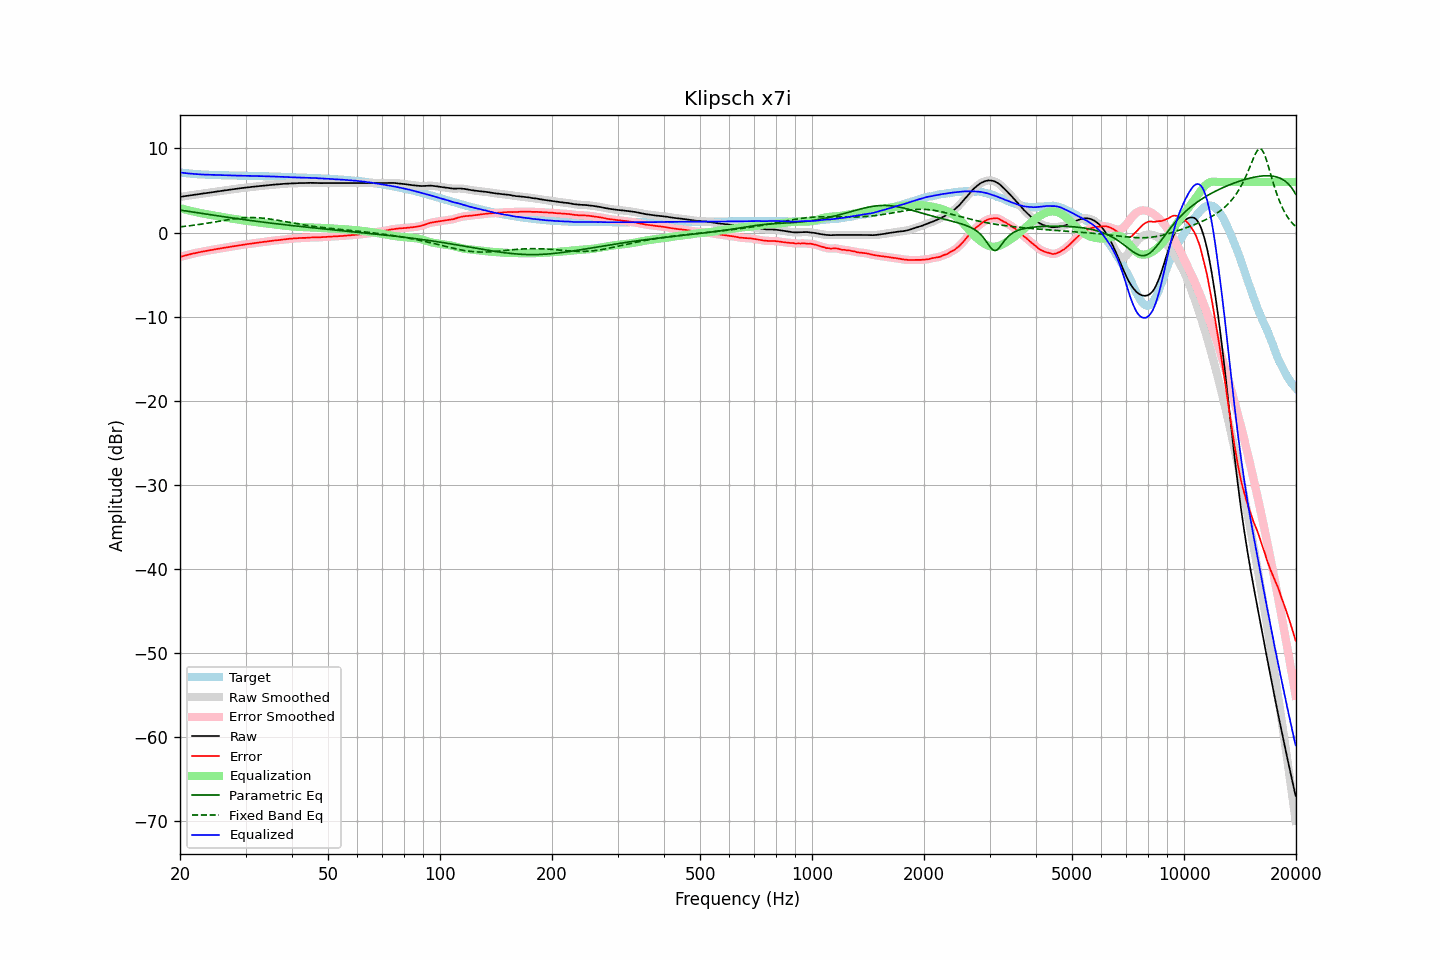 Klipsch x7i
10
0
−10
−20
−30
−40
−50
−60
−70
Amplitude (dBr)
Target
Raw Smoothed
Error Smoothed
Raw
Error
Equalization
Parametric Eq
Fixed Band Eq
Equalized
20 50 100 200 500 1000 2000 5000 10000 20000
Frequency (Hz)